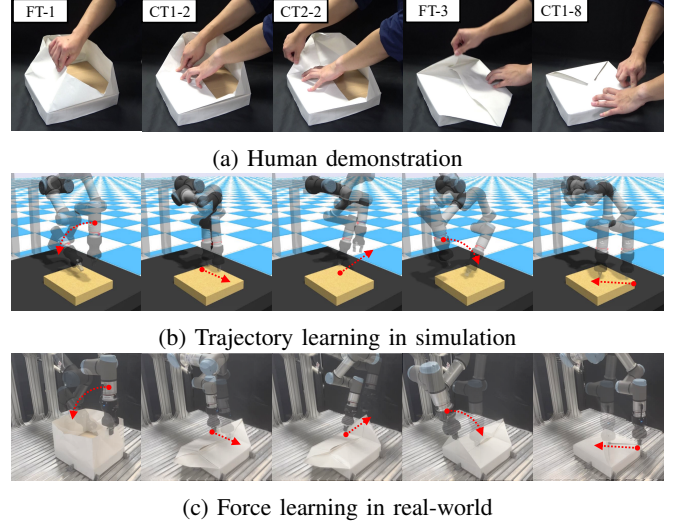 FT-1 CT1-2 CT2-2 FT-3 CT1-8
(a) Human demonstration
(b) Trajectory learning in simulation
(c) Force learning in real-world